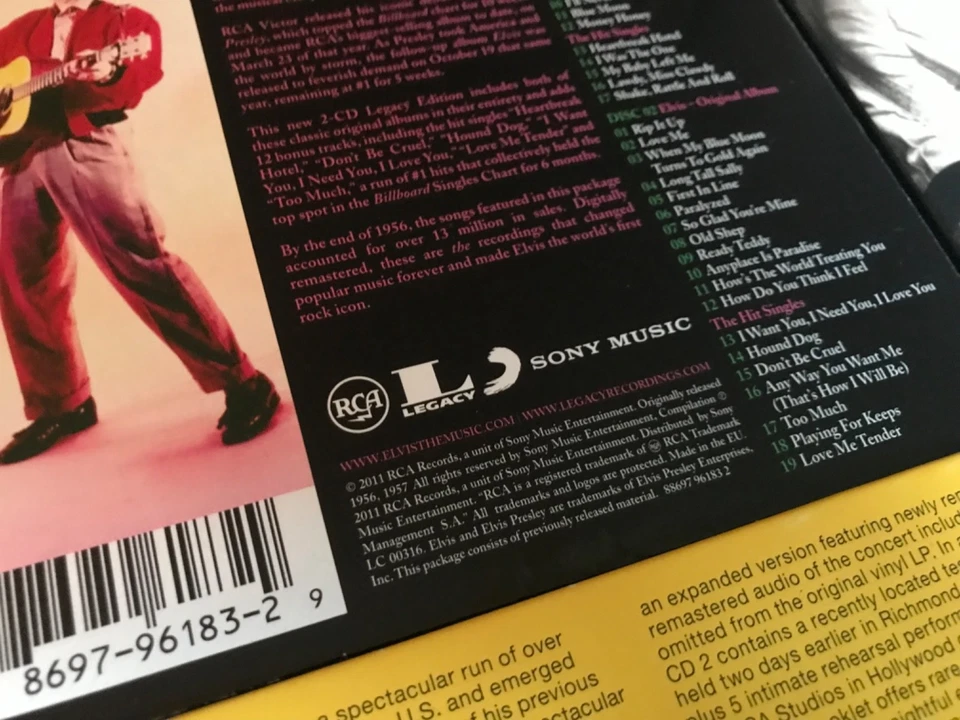 RCA Victor released his iconic
Presley, which topped the Billboard chart for 10
and became RCA's biggest selling album to date, on
March 23 of that year. As Presley took America and
the world by storm, the follow up album Elvis was
released to feverish demand on October 19 that same
year, remaining at #1 for 5 weeks.
This new 2-CD Legacy Edition includes both of
these classic original albums in their entirety and adds
12 bonus tracks, including the hit singles "Heartbreak
Hotel," "Don't Be Cruel," "Hound Dog," "I Want
You, I Need You, I Love You," "Love Me Tender" and
"Too Much," a run of #1 hits that collectively held the
top spot in the Billboard Singles Chart for 6 months.
By the end of 1956, the songs featured in this package
accounted for over 13 million in sales. Digitally
remastered, these are the recordings that changed
popular music forever and made Elvis the world's first
rock icon.
11 Blue Moon
12 Money Honey
The Hit Singles
13 Heartbreak Hotel
14 I Was The One
15 My Baby Left Me
16 Lawdy, Miss Clawdy
17 Shake, Rattle And Roll
DISC 02 Elvis - Original Album
01 Rip It Up
02 Love Me
03 When My Blue Moon
Turns To Gold Again
04 Long Tall Sally
05 First In Line
06 Paralyzed
07 So Glad You're Mine
08 Old Shep
09 Ready Teddy
10 Anyplace Is Paradise
11 How's The World Treating You
12 How Do You Think I Feel
The Hit Singles
13 I Want You, I Need You, I Love You
14 Hound Dog
15 Don't Be Cruel
16 Any Way You Want Me
(That's How I Will Be)
17 Too Much
18 Playing For Keeps
19 Love Me Tender
RCA
L
LEGACY
SONY MUSIC
WWW.ELVISTHEMUSIC.COM WWW.LEGACYRECORDINGS.COM
© 2011 RCA Records, a unit of Sony Music Entertainment. Originally released
1956, 1957 All rights reserved by Sony Music Entertainment, Compilation ℗
2011 RCA Records, a unit of Sony Music Entertainment. Distributed by Sony
Music Entertainment. "RCA is a registered trademark of RCA Trademark
Management S.A." All trademarks and logos are protected. Made in the EU.
LC 00316. Elvis and Elvis Presley are trademarks of Elvis Presley Enterprises,
Inc. This package consists of previously released material. 88697 96183 2
8697-96183-2 9
spectacular run of over
U.S. and emerged
of his previous
an expanded version featuring newly
remastered audio of the concert
omitted from the original vinyl LP. In
CD 2 contains a recently located
held two days earlier in Richmond
plus 5 intimate rehearsal
Studios in Hollywood
offers rare